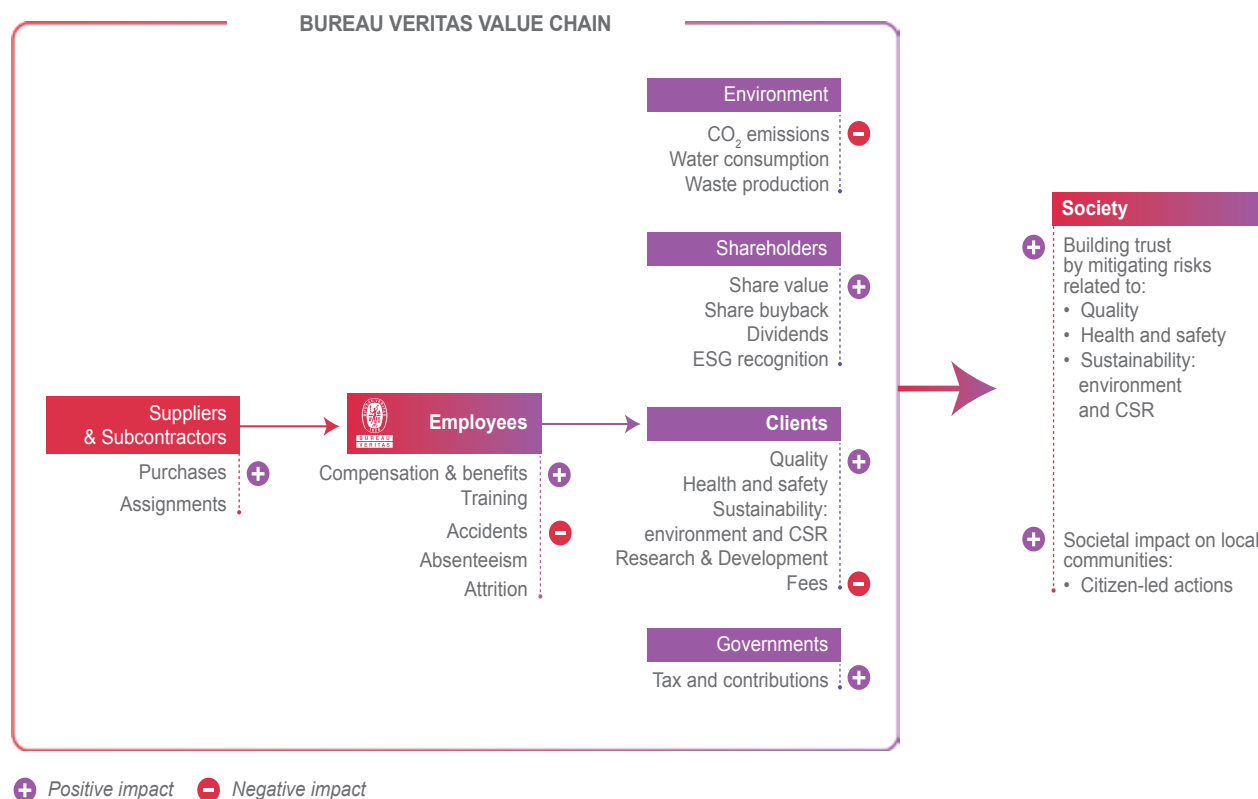 BUREAU VERITAS VALUE CHAIN
Environment
CO₂ emissions
Water consumption
Waste production
Shareholders
Share value
Share buyback
Dividends
ESG recognition
Suppliers
& Subcontractors
Purchases
Assignments
BUREAU
VERITAS
Employees
Compensation & benefits
Training
Accidents
Absenteeism
Attrition
Clients
Quality
Health and safety
Sustainability:
environment and CSR
Research & Development
Fees
Governments
Tax and contributions
Society
Building trust
by mitigating risks
related to:
• Quality
• Health and safety
• Sustainability:
environment
and CSR
Societal impact on local
communities:
• Citizen-led actions
Positive impact
Negative impact